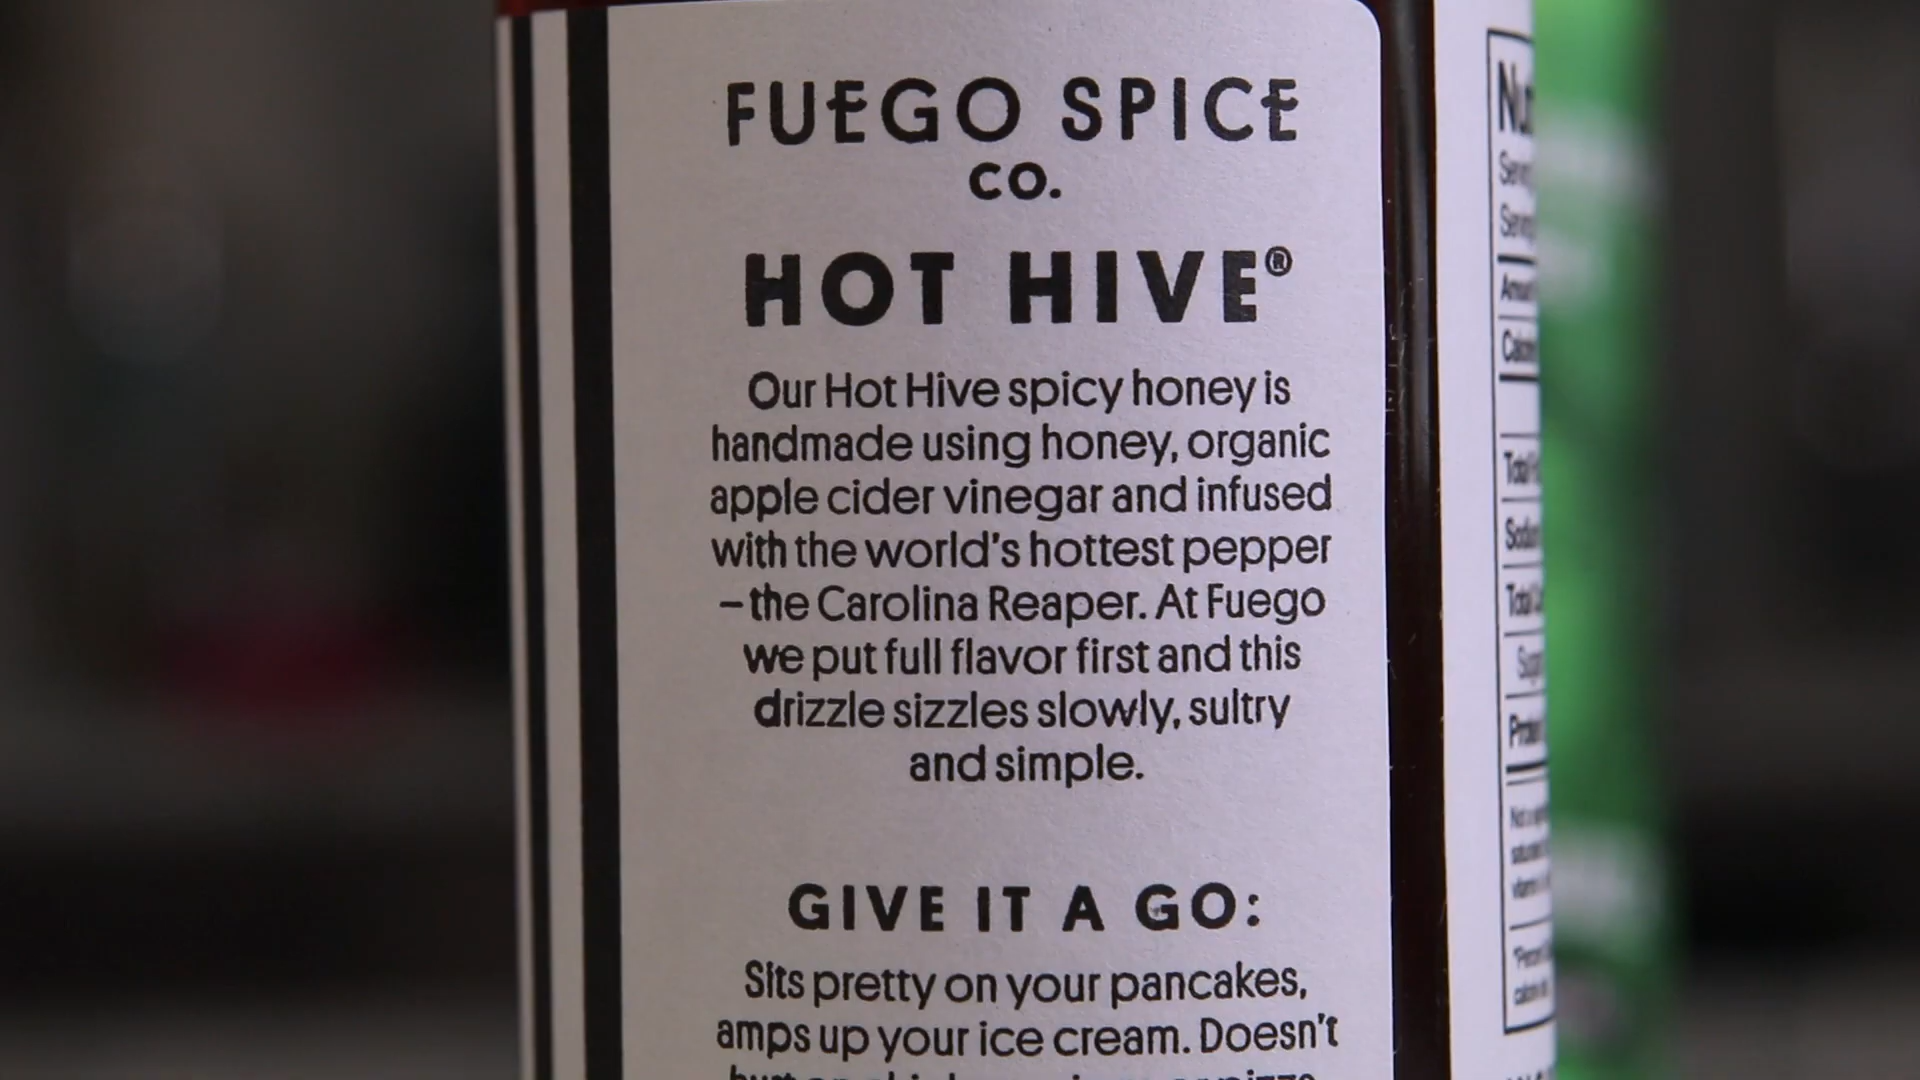 FUEGO SPICE
CO.
HOT HIVE®
Our Hot Hive spicy honey is
handmade using honey, organic
apple cider vinegar and infused
with the world's hottest pepper
–the Carolina Reaper. At Fuego
we put full flavor first and this
drizzle sizzles slowly, sultry
and simple.
GIVE IT A GO:
Sits pretty on your pancakes,
amps up your ice cream. Doesn't